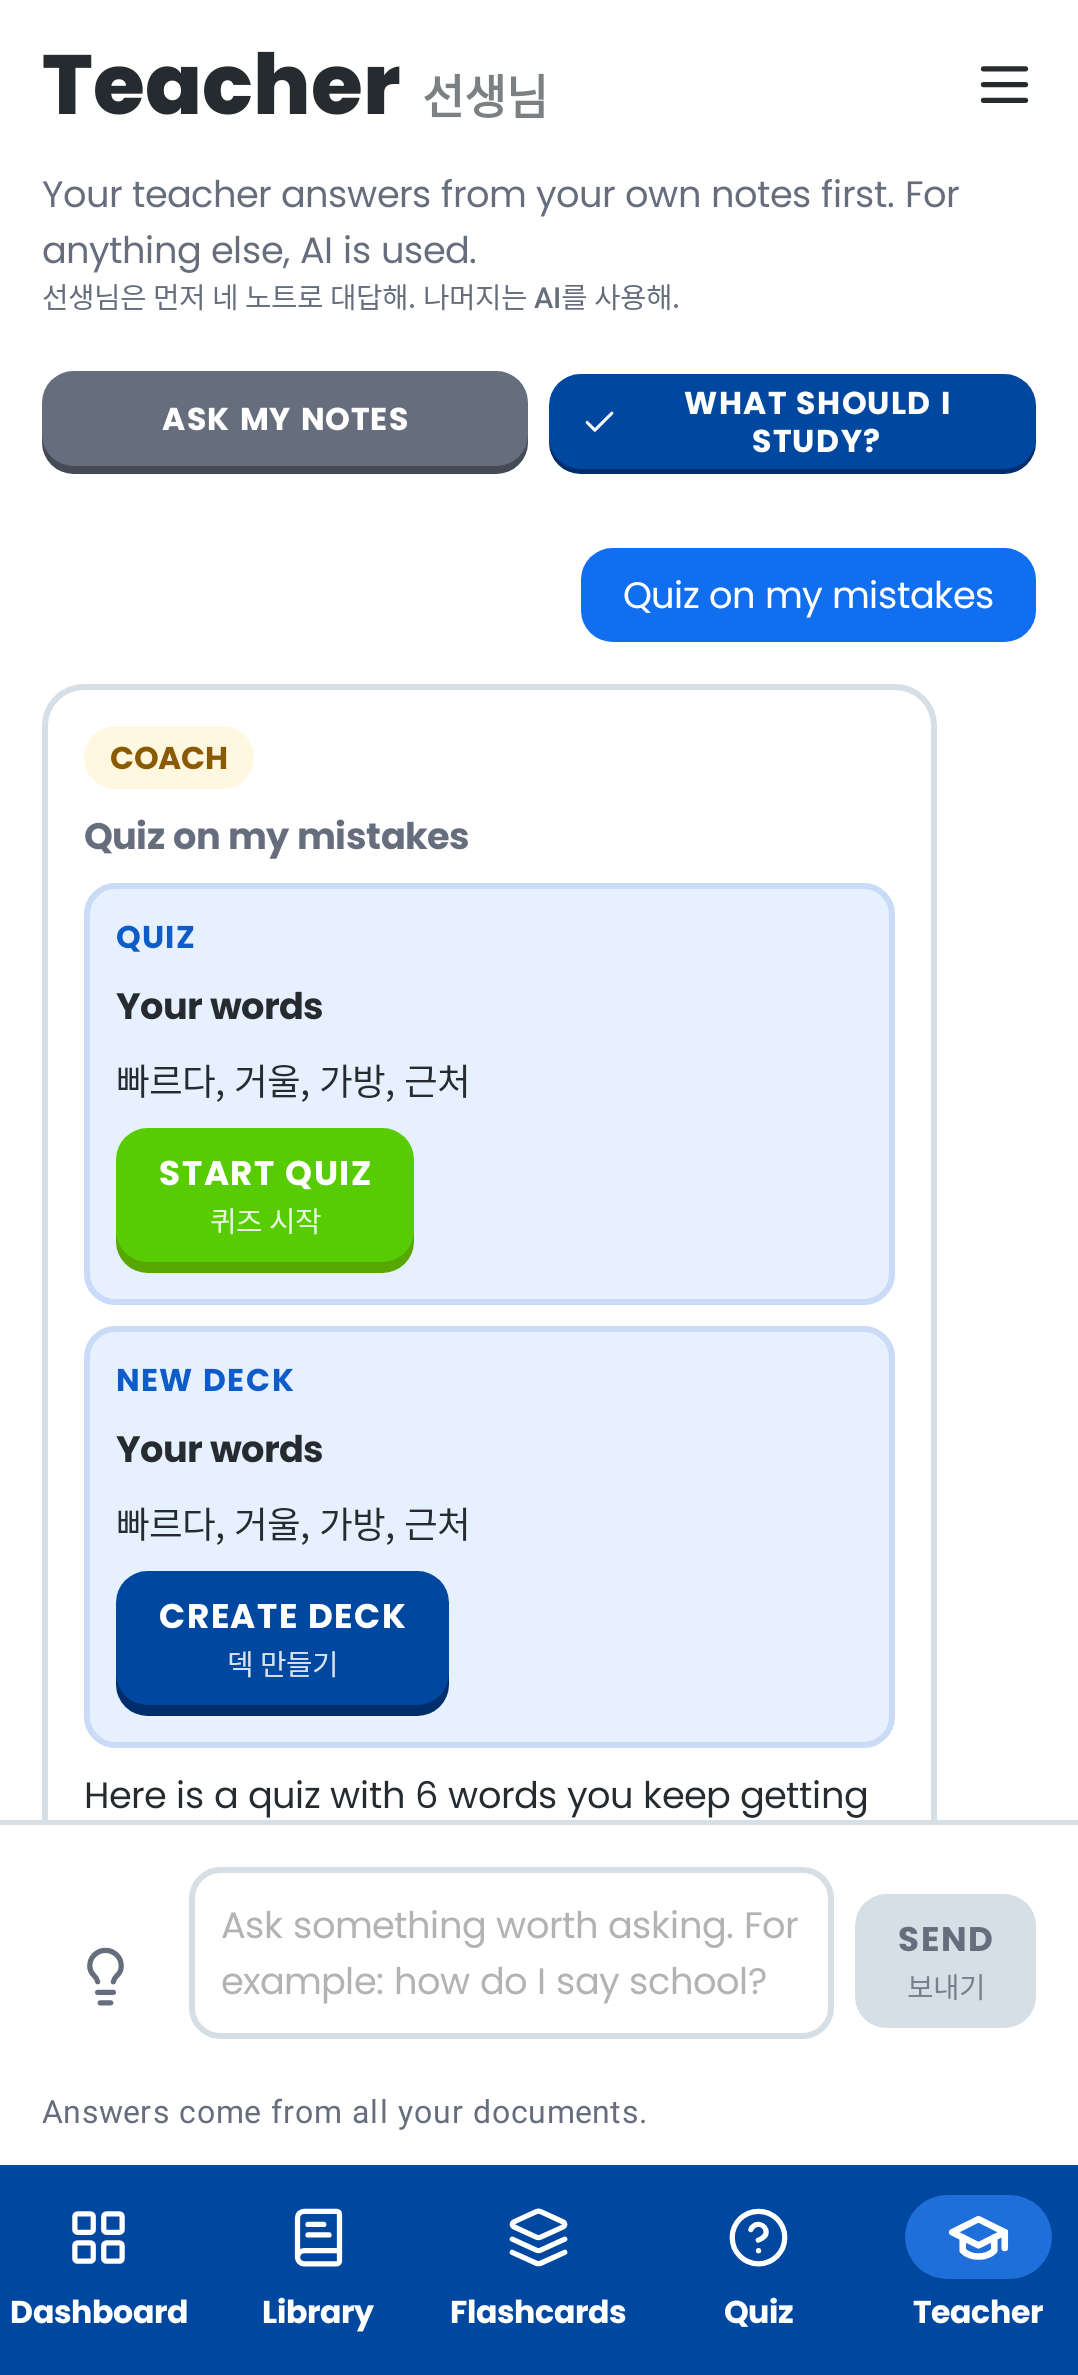 Teacher 선생님
Your teacher answers from your own notes first. For
anything else, AI is used.
선생님은 먼저 네 노트로 대답해. 나머지는 AI를 사용해.
ASK MY NOTES
WHAT SHOULD I
STUDY?
Quiz on my mistakes
COACH
Quiz on my mistakes
QUIZ
Your words
빠르다, 거울, 가방, 근처
START QUIZ
퀴즈 시작
NEW DECK
Your words
빠르다, 거울, 가방, 근처
CREATE DECK
덱 만들기
Here is a quiz with 6 words you keep getting
Ask something worth asking. For
example: how do I say school?
SEND
보내기
Answers come from all your documents.
Dashboard
Library
Flashcards
Quiz
Teacher